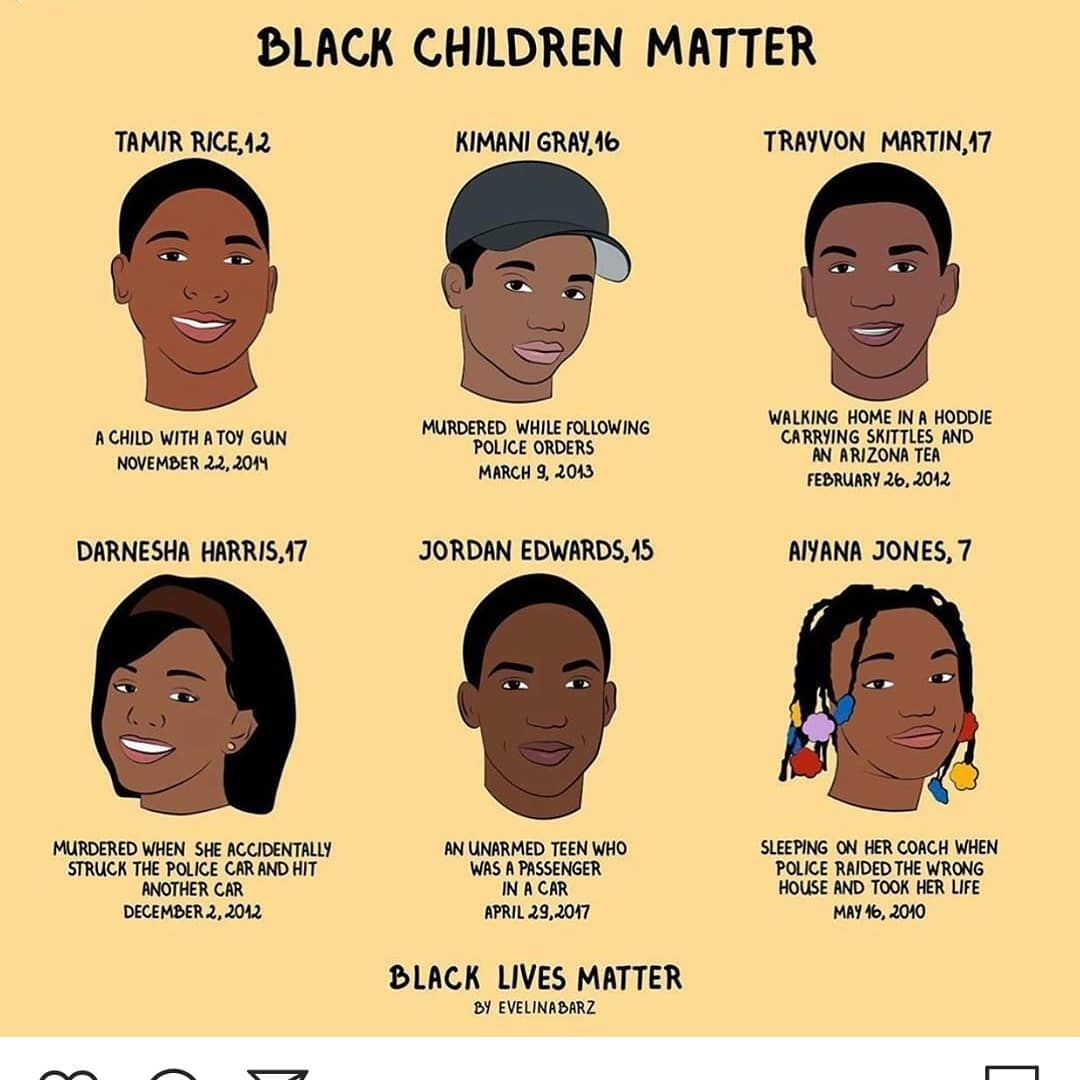 BLACK CHILDREN MATTER
TAMIR RICE,12
KIMANI GRAY,16
TRAYVON MARTIN,17
A CHILD WITH A TOY GUN
NOVEMBER 22, 2014
MURDERED WHILE FOLLOWING
POLICE ORDERS
MARCH 9, 2013
WALKING HOME IN A HODDIE
CARRYING SKITTLES AND
AN ARIZONA TEA
FEBRUARY 26, 2012
DARNESHA HARRIS,17
JORDAN EDWARDS,15
AIYANA JONES, 7
MURDERED WHEN SHE ACCIDENTALLY
STRUCK THE POLICE CAR AND HIT
ANOTHER CAR
DECEMBER 2, 2012
AN UNARMED TEEN WHO
WAS A PASSENGER
IN A CAR
APRIL 29,2017
SLEEPING ON HER COACH WHEN
POLICE RAIDED THE WRONG
HOUSE AND TOOK HER LIFE
MAY 16, 2010
BLACK LIVES MATTER
BY EVELINABARZ